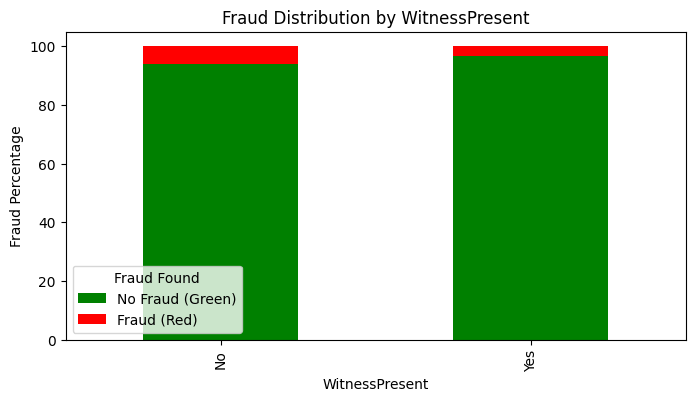 Fraud Distribution by WitnessPresent
100
80
60
40
20
0
Fraud Percentage
Fraud Found
No Fraud (Green)
Fraud (Red)
No
Yes
WitnessPresent